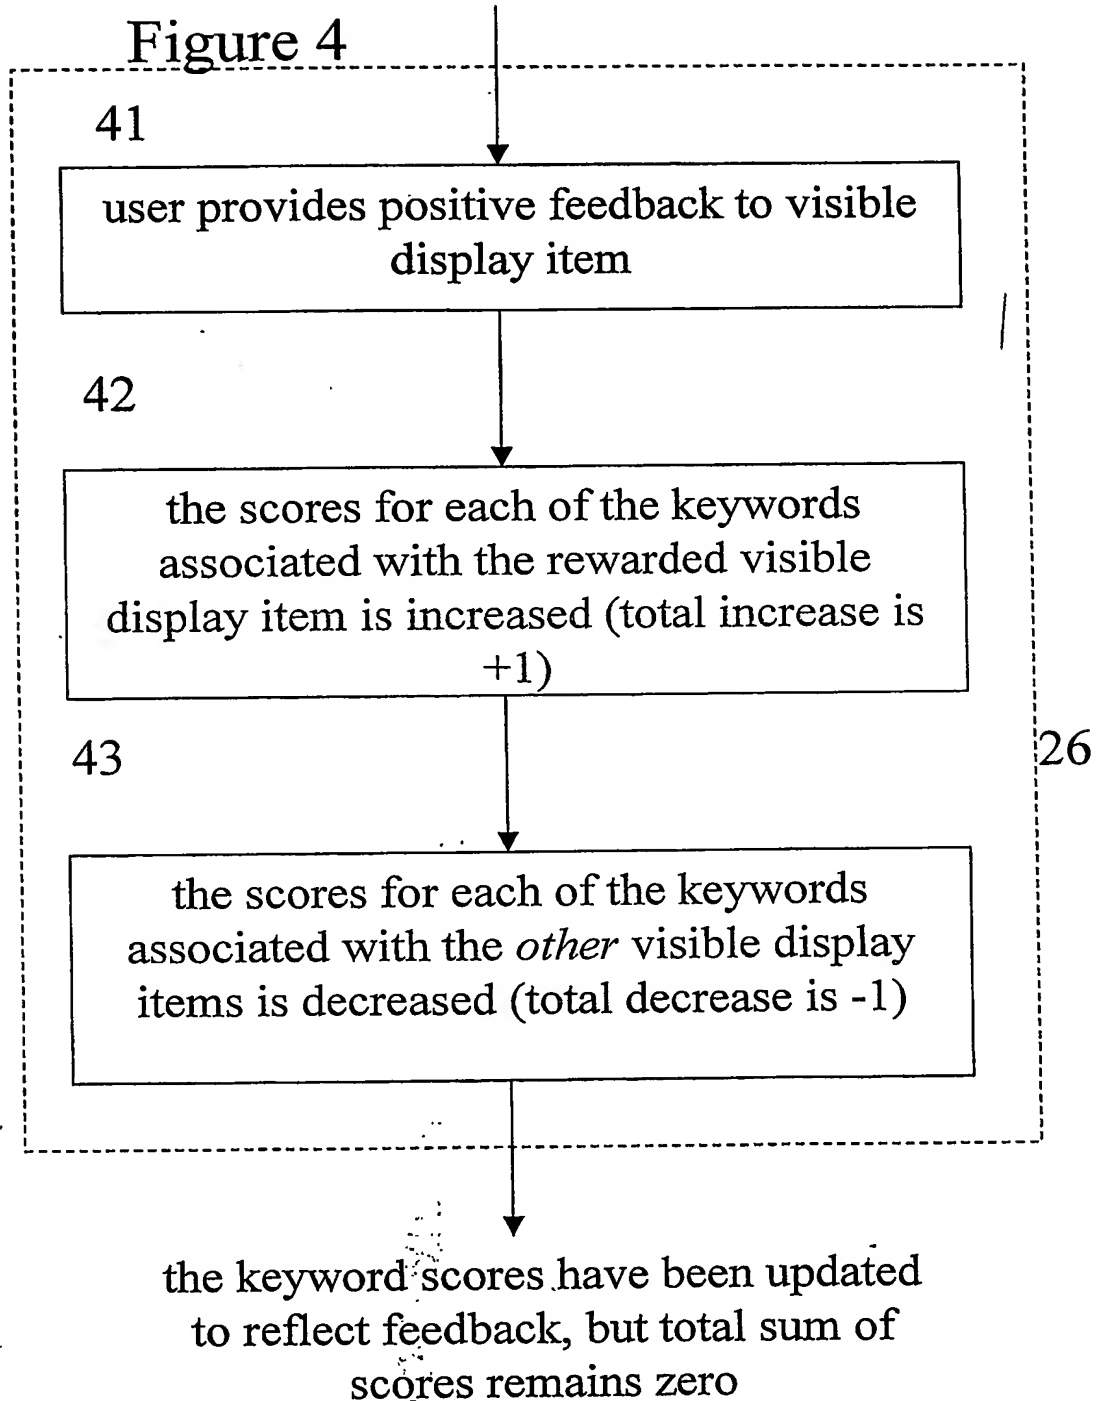 Figure 4
41
user provides positive feedback to visible
display item
42
the scores for each of the keywords
associated with the rewarded visible
display item is increased (total increase is
+1)
43
26
the scores for each of the keywords
associated with the other visible display
items is decreased (total decrease is -1)
the keyword scores have been updated
to reflect feedback, but total sum of
scores remains zero